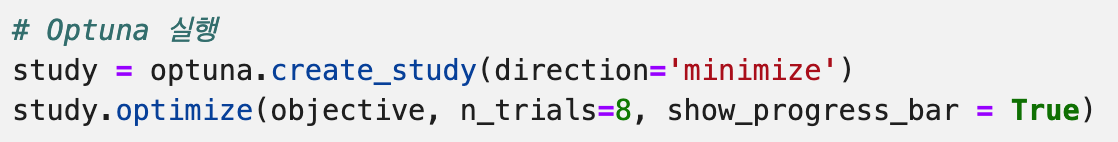 # Optuna 실행
study = optuna.create_study(direction='minimize')
study.optimize(objective, n_trials=8, show_progress_bar = True)